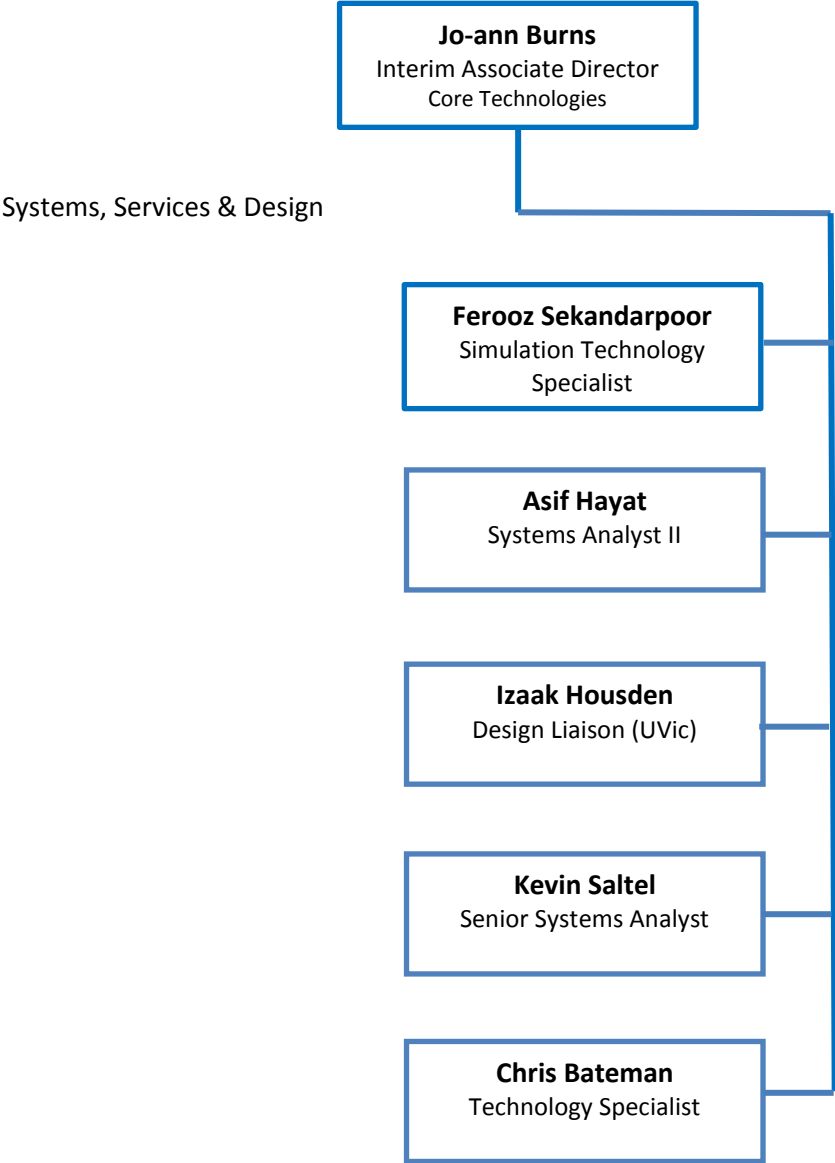 Jo-ann Burns
Interim Associate Director
Core Technologies
Systems, Services & Design
Ferooz Sekandarpoor
Simulation Technology
Specialist
Asif Hayat
Systems Analyst II
Izaak Housden
Design Liaison (UVic)
Kevin Saltel
Senior Systems Analyst
Chris Bateman
Technology Specialist